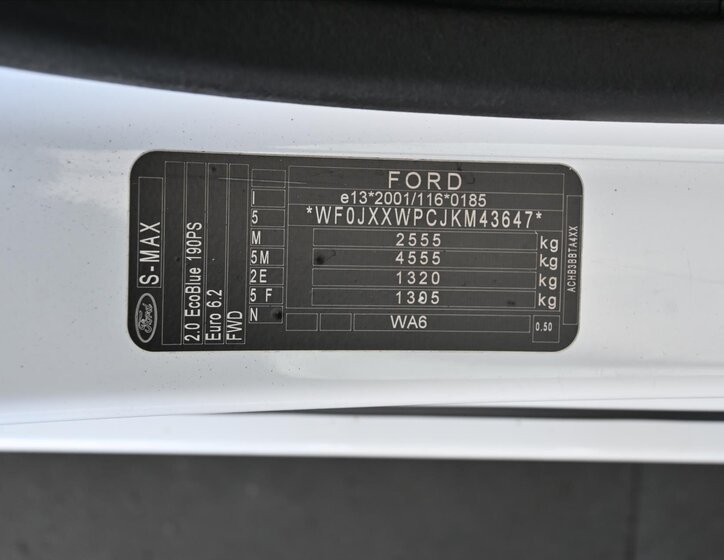 FORD
e13*2001/116*0185
*WF0JXXWPCJKM43647*
2555 kg
4555 kg
1320 kg
1305 kg
WA6
0.50
I
5
M
5M
2E
5 F
N
Ford
S-MAX
2.0 EcoBlue 190PS
Euro 6.2
FWD